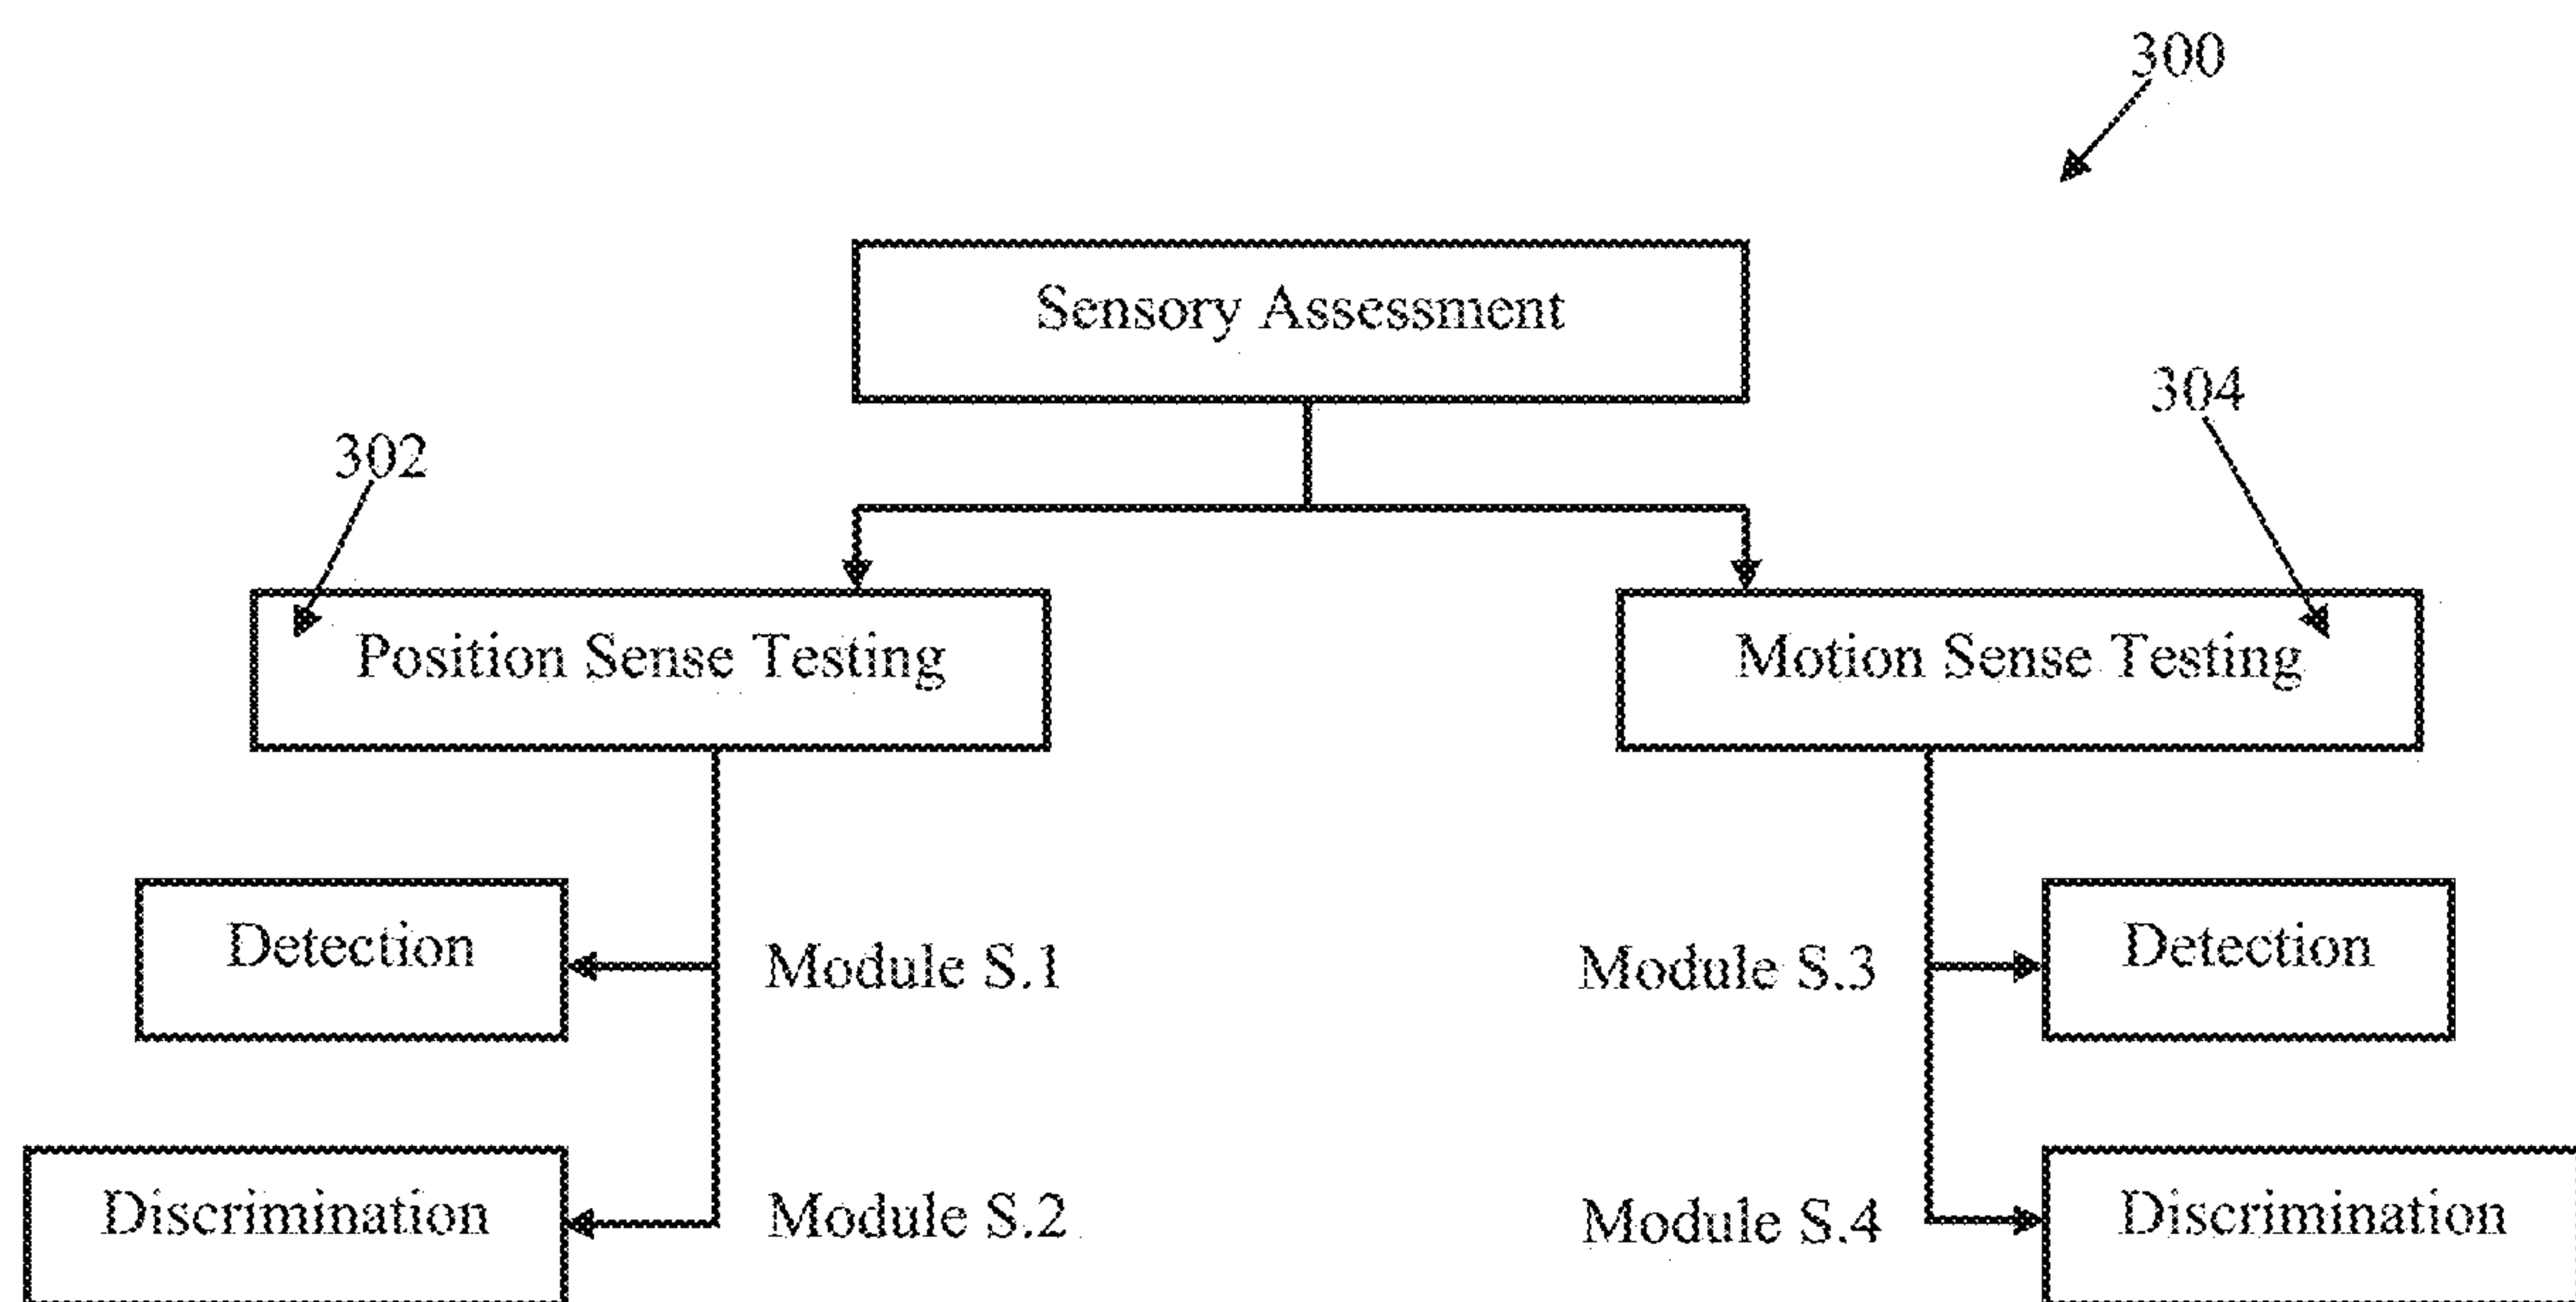 300
Sensory Assessment
304
302
Position Sense Testing
Motion Sense Testing
Detection
Module S.1
Module S.3
Detection
Discrimination
Module S.2
Module S.4
Discrimination